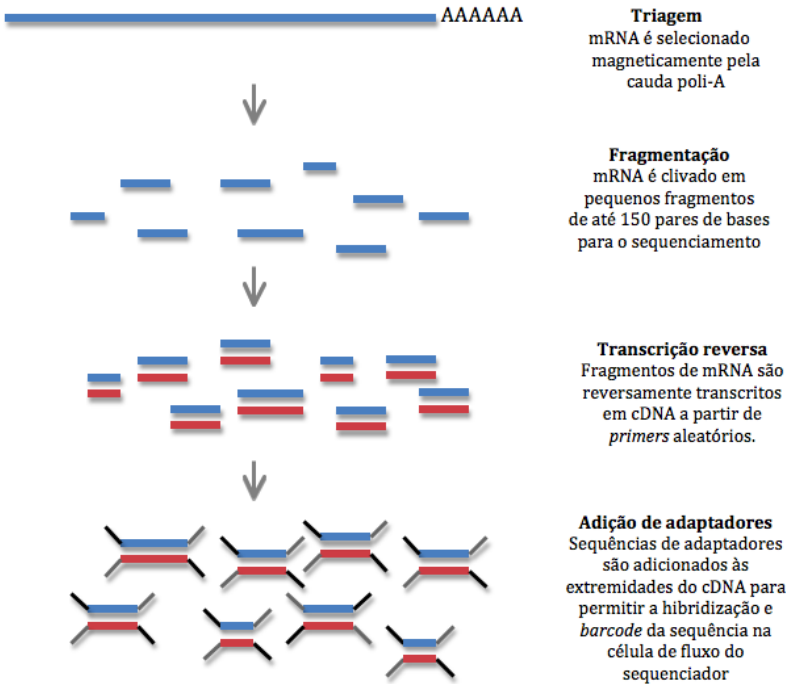 AAAAAA
Triagem
mRNA é selecionado
magneticamente pela
cauda poli-A
Fragmentação
mRNA é clivado em
pequenos fragmentos
de até 150 pares de bases
para o sequenciamento
Transcrição reversa
Fragmentos de mRNA são
reversamente transcritos
em cDNA a partir de
primers aleatórios.
Adição de adaptadores
Sequências de adaptadores
são adicionados às
extremidades do cDNA para
permitir a hibridização e
barcode da sequência na
célula de fluxo do
sequenciador